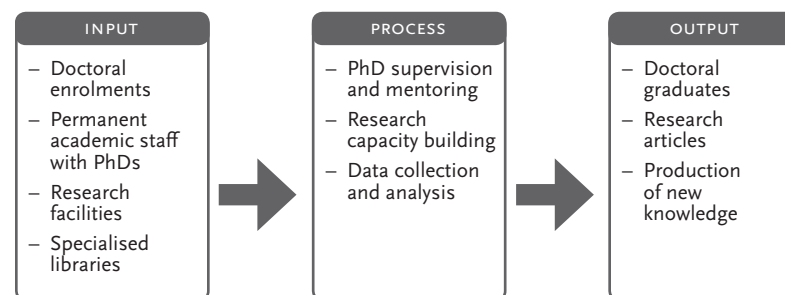 INPUT
– Doctoral
enrolments
– Permanent
academic staff
with PhDs
– Research
facilities
– Specialised
libraries
PROCESS
– PhD supervision
and mentoring
– Research
capacity building
– Data collection
and analysis
OUTPUT
– Doctoral
graduates
– Research
articles
– Production
of new
knowledge